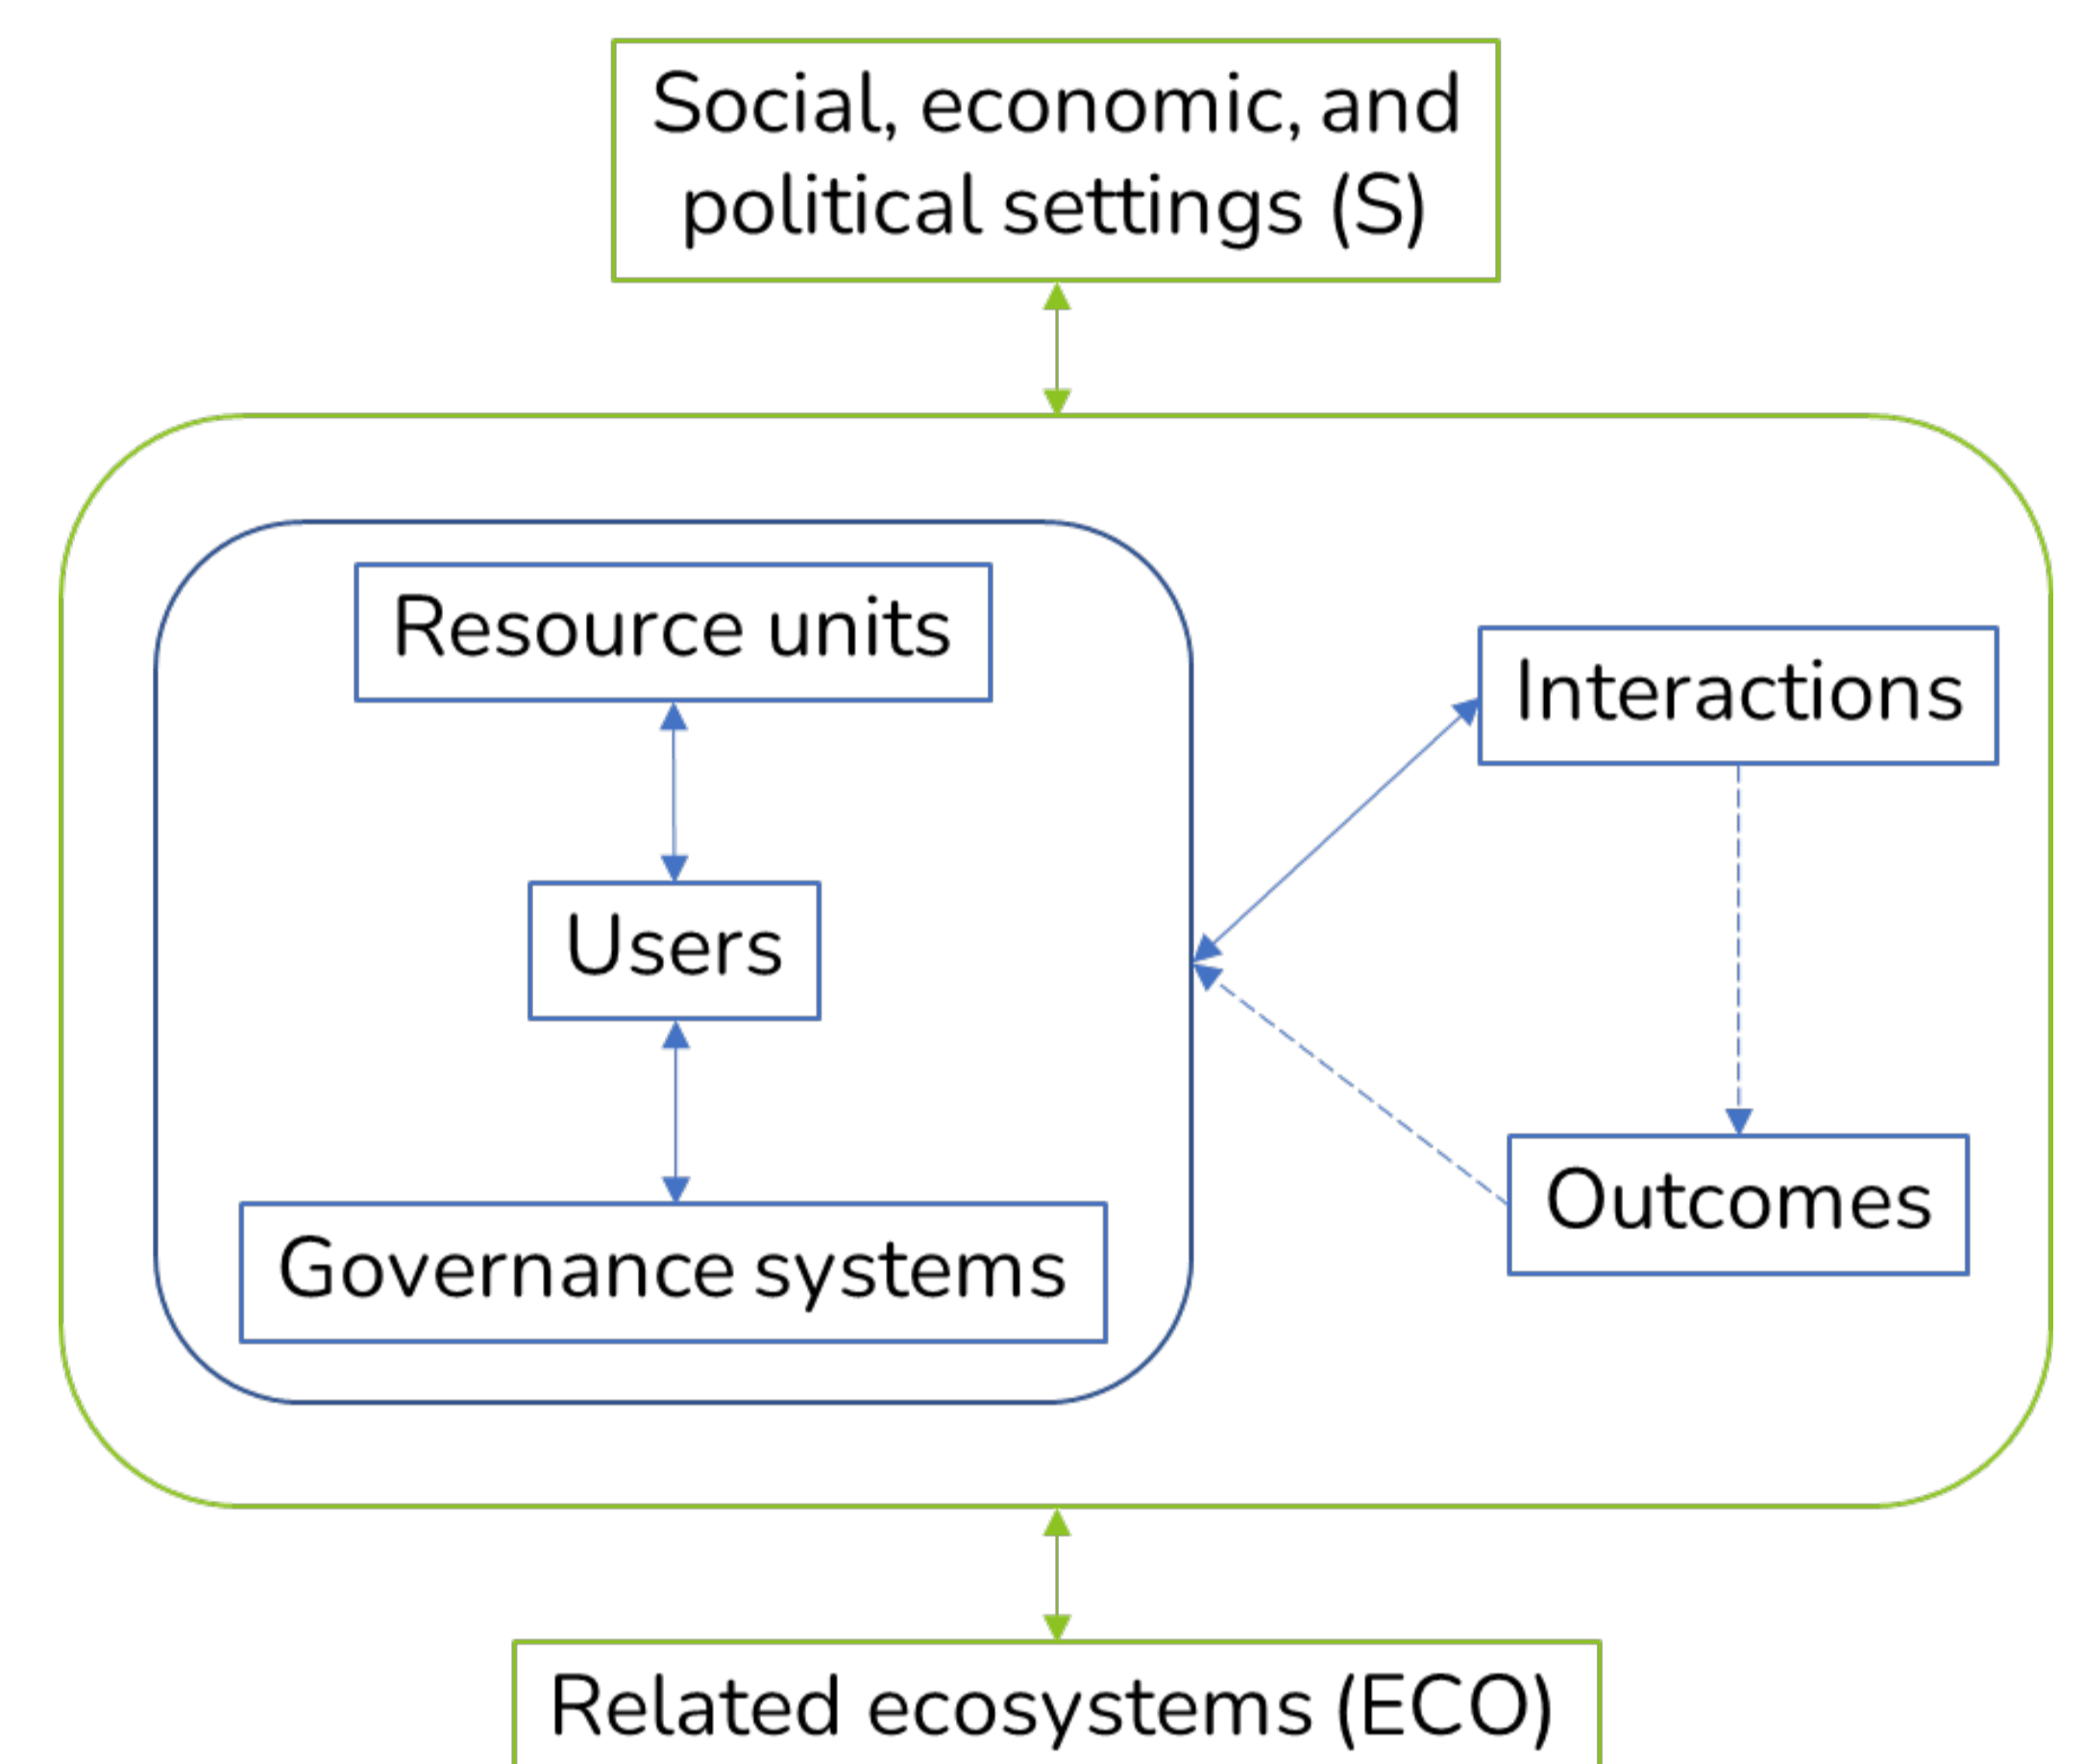 Social, economic, and
political settings (S)
Resource units
Interactions
Users
Outcomes
Governance systems
Related ecosystems (ECO)